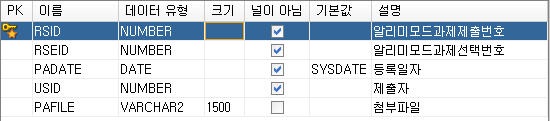 PK 이름 데이터 유형 크기 널이 아님 기본값 설명
RSID NUMBER 알리미모드과제제출번호
RSEID NUMBER 알리미모드과제선택번호
PADATE DATE SYSDATE 등록일자
USID NUMBER 제출자
PAFILE VARCHAR2 1500 첨부파일